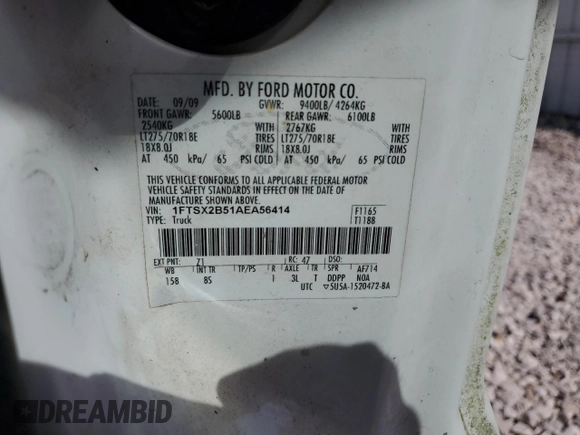 MFD. BY FORD MOTOR CO.
DATE: 09/09 GVWR: 9400LB/ 4264KG
FRONT GAWR: 5600LB REAR GAWR: 6100LB
2540KG WITH 2767KG WITH
LT275/70R18E TIRES LT275/70R18E TIRES
18X8.0J RIMS 18X8.0J RIMS
AT 450 kPa/ 65 PSI COLD AT 450 kPa/ 65 PSI COLD
THIS VEHICLE CONFORMS TO ALL APPLICABLE FEDERAL MOTOR
VEHICLE SAFETY STANDARDS IN EFFECT ON THE DATE OF
MANUFACTURE SHOWN ABOVE.
VIN: 1FTSX2B51AEA56414 F1165
TYPE: Truck T1188
EXT PNT: Z1 RC: 47 DSO:
WB INT TR TP/PS R AXLE TR SPR AF714
158 8S 1 3L T DDPP N0A
UTC ▽5U5A-1520472-BA
DREAMBID